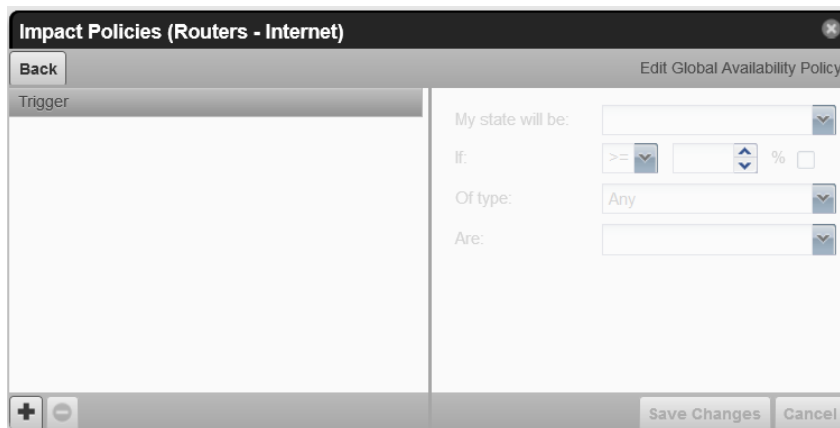 Impact Policies (Routers - Internet)
Back
Edit Global Availability Policy
Trigger
My state will be:
If: >= %
Of type: Any
Are:
Save Changes Cancel